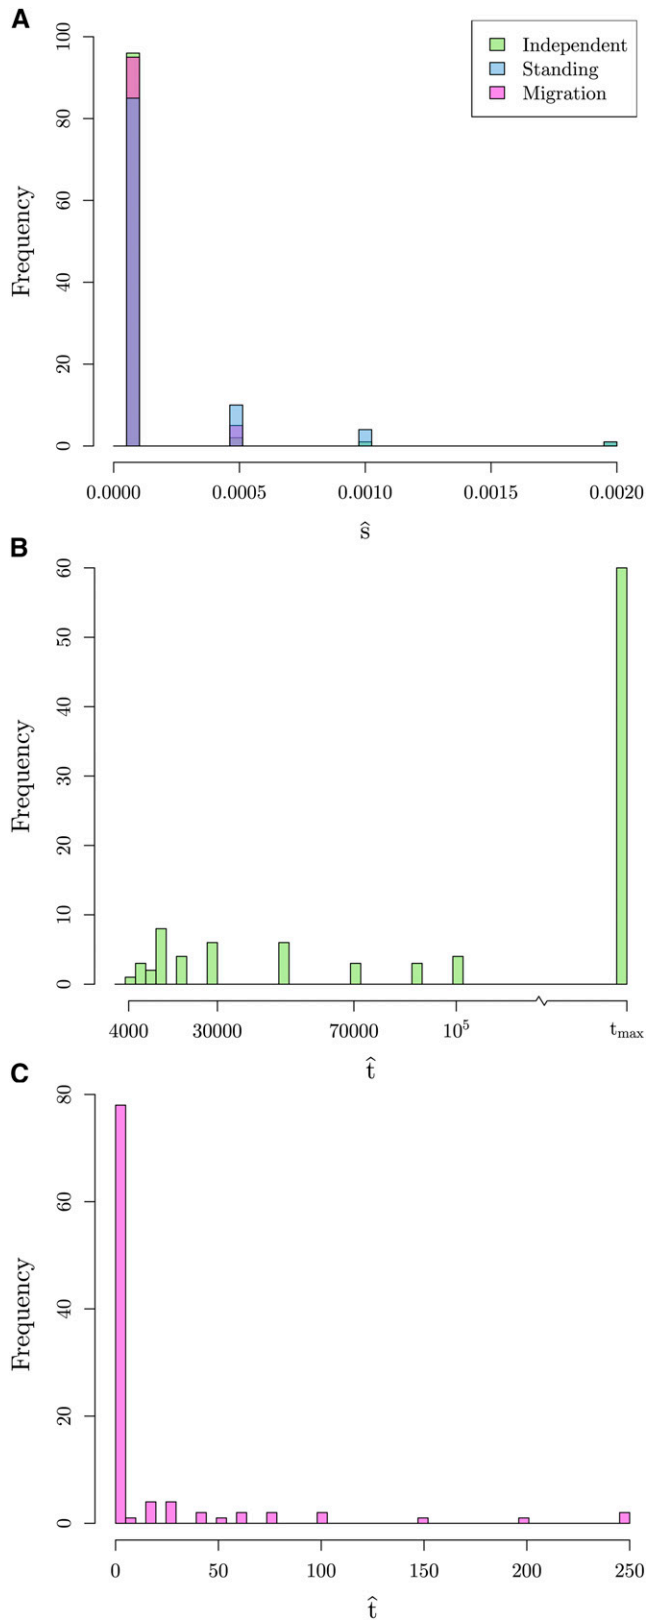 A
Independent
Standing
Migration
Frequency
0
20
40
60
80
100
0.0000
0.0005
0.0010
0.0015
0.0020
ŝ
B
Frequency
0
10
20
30
40
50
60
4000
30000
70000
10⁵
tmax
t̂
C
Frequency
0
20
40
60
80
0
50
100
150
200
250
t̂